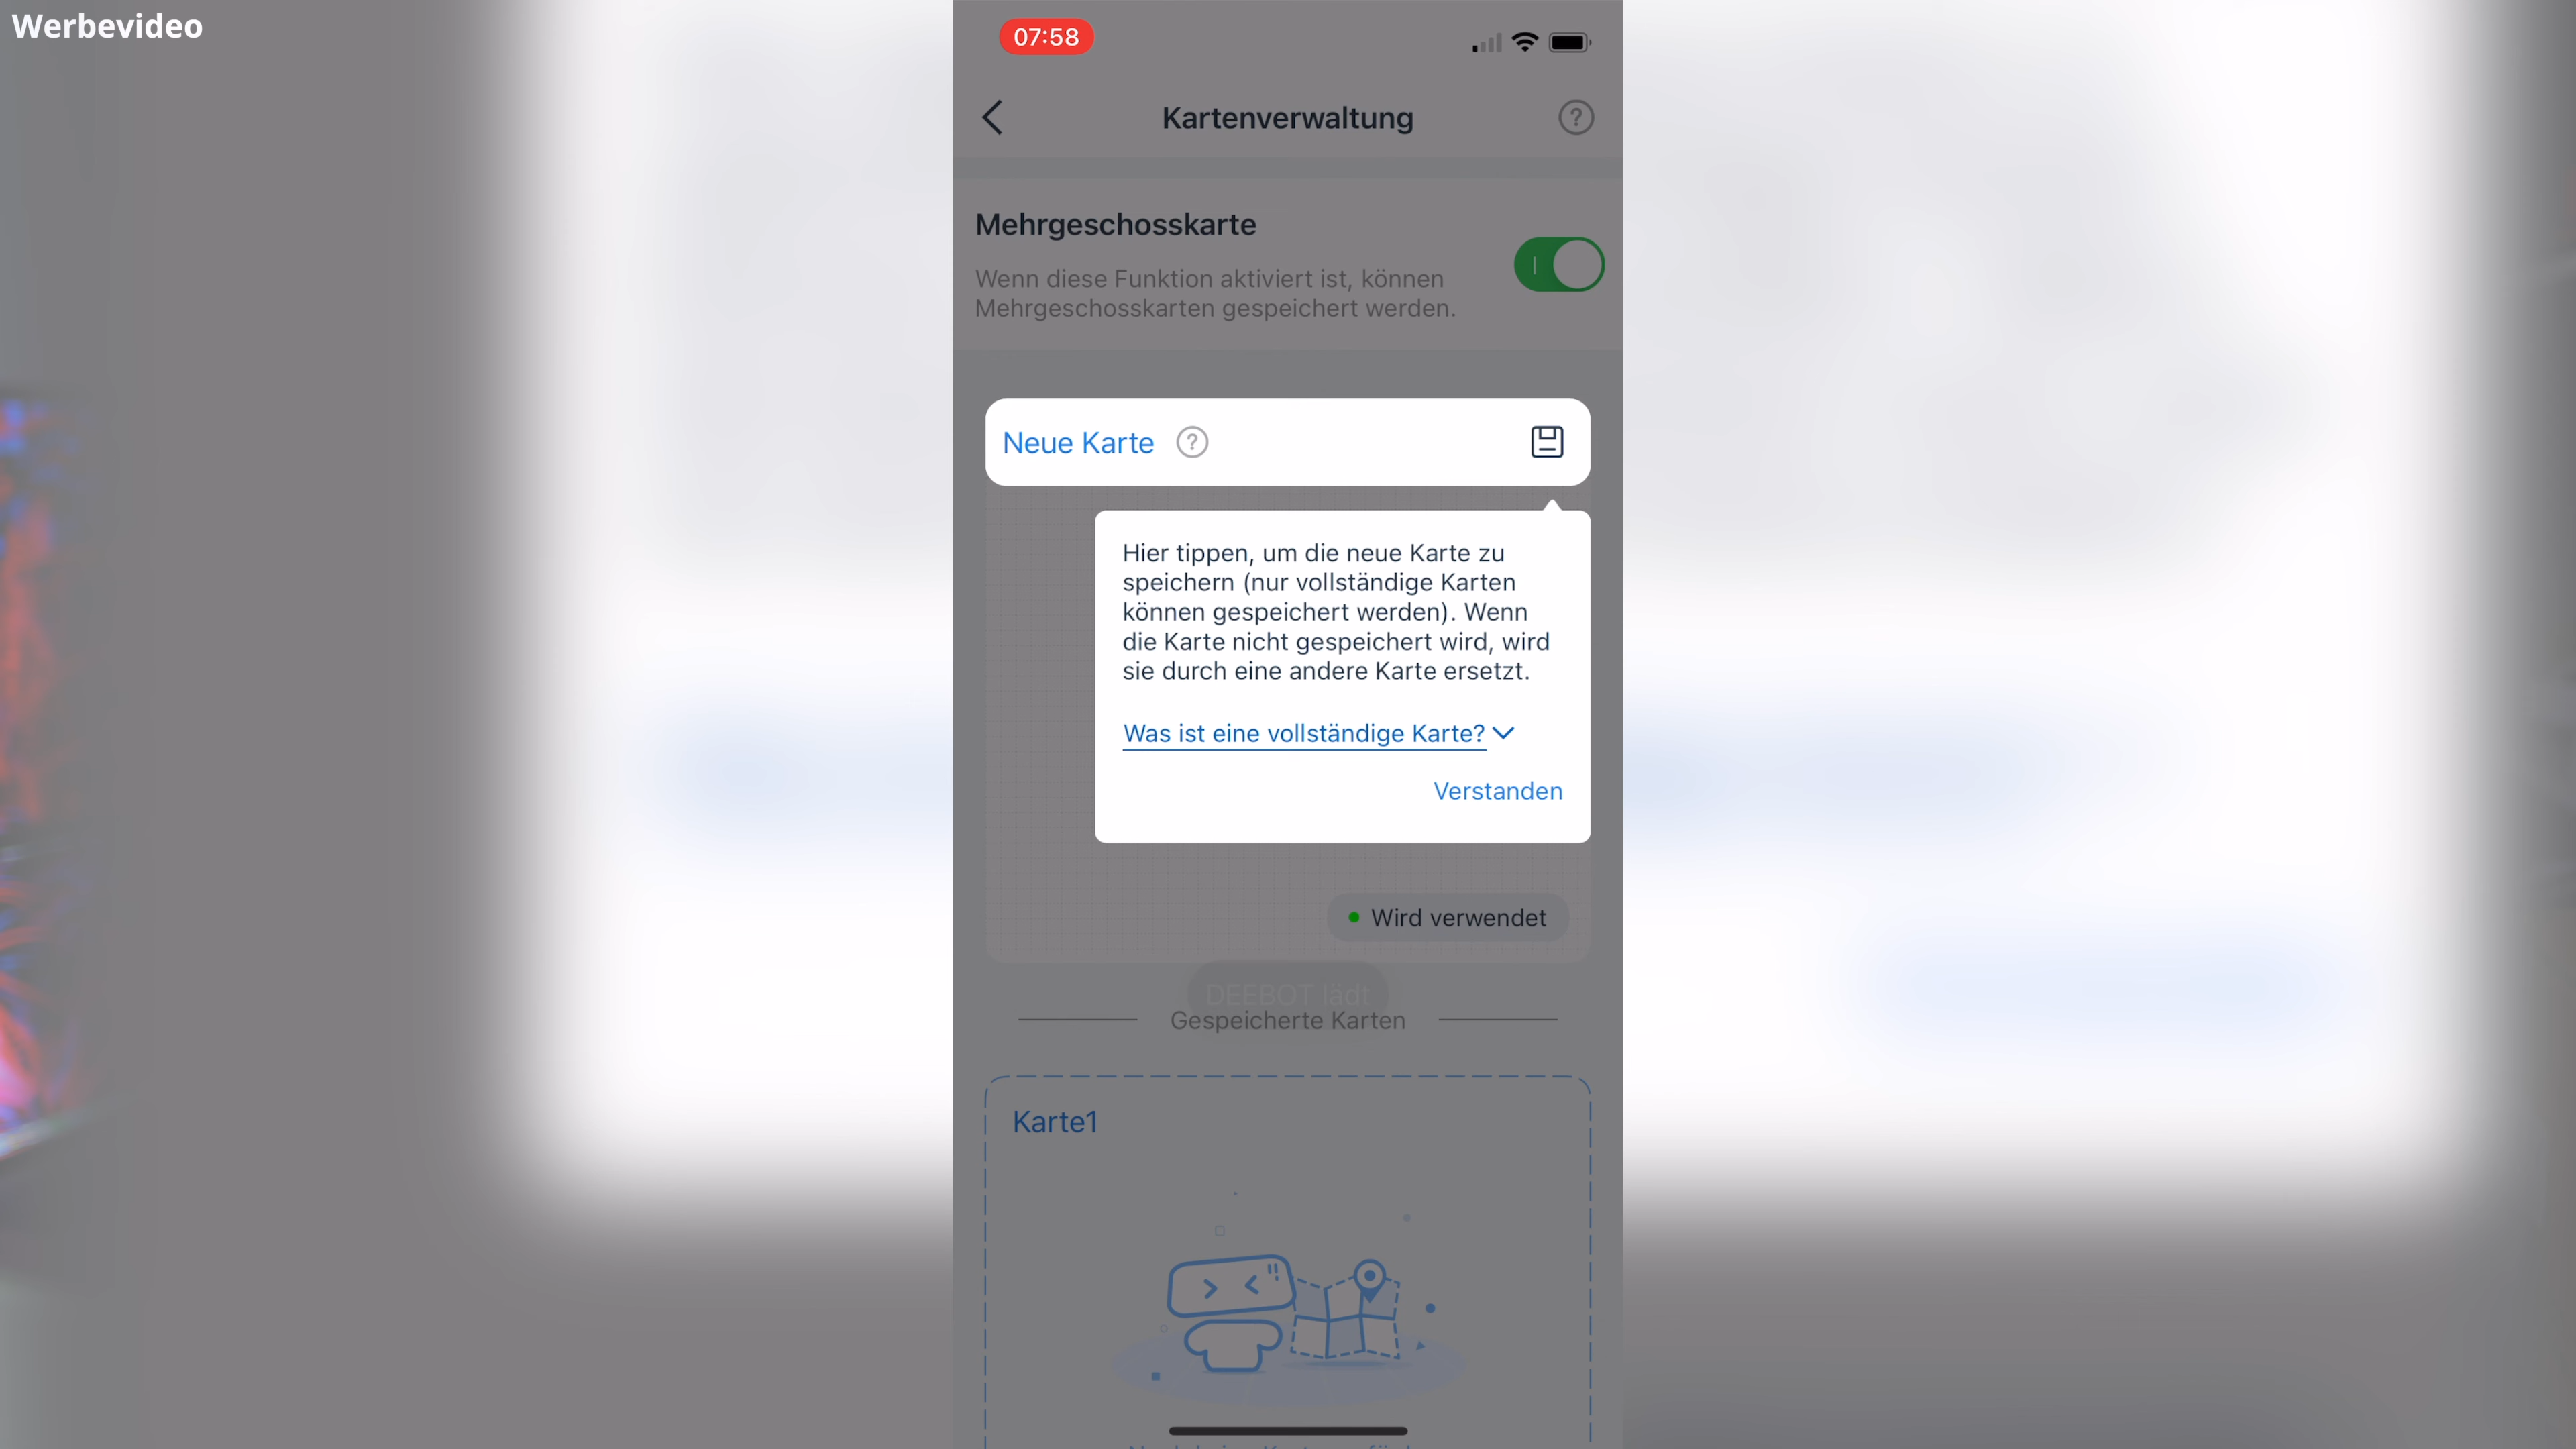 Werbevideo
07:58
Kartenverwaltung
?
Mehrgeschosskarte
Wenn diese Funktion aktiviert ist, können
Mehrgeschosskarten gespeichert werden.
Neue Karte ?
Hier tippen, um die neue Karte zu
speichern (nur vollständige Karten
können gespeichert werden). Wenn
die Karte nicht gespeichert wird, wird
sie durch eine andere Karte ersetzt.
Was ist eine vollständige Karte?
Verstanden
Wird verwendet
DEEBOT lädt
Gespeicherte Karten
Karte1